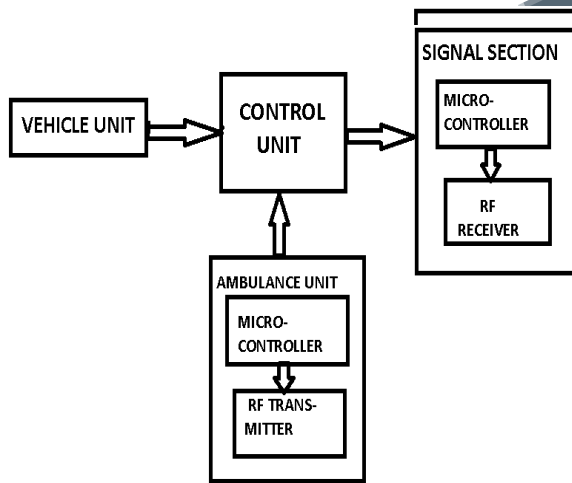 SIGNAL SECTION
MICRO-
CONTROLLER
RF
RECEIVER
VEHICLE UNIT
CONTROL
UNIT
AMBULANCE UNIT
MICRO-
CONTROLLER
RF TRANS-
MITTER